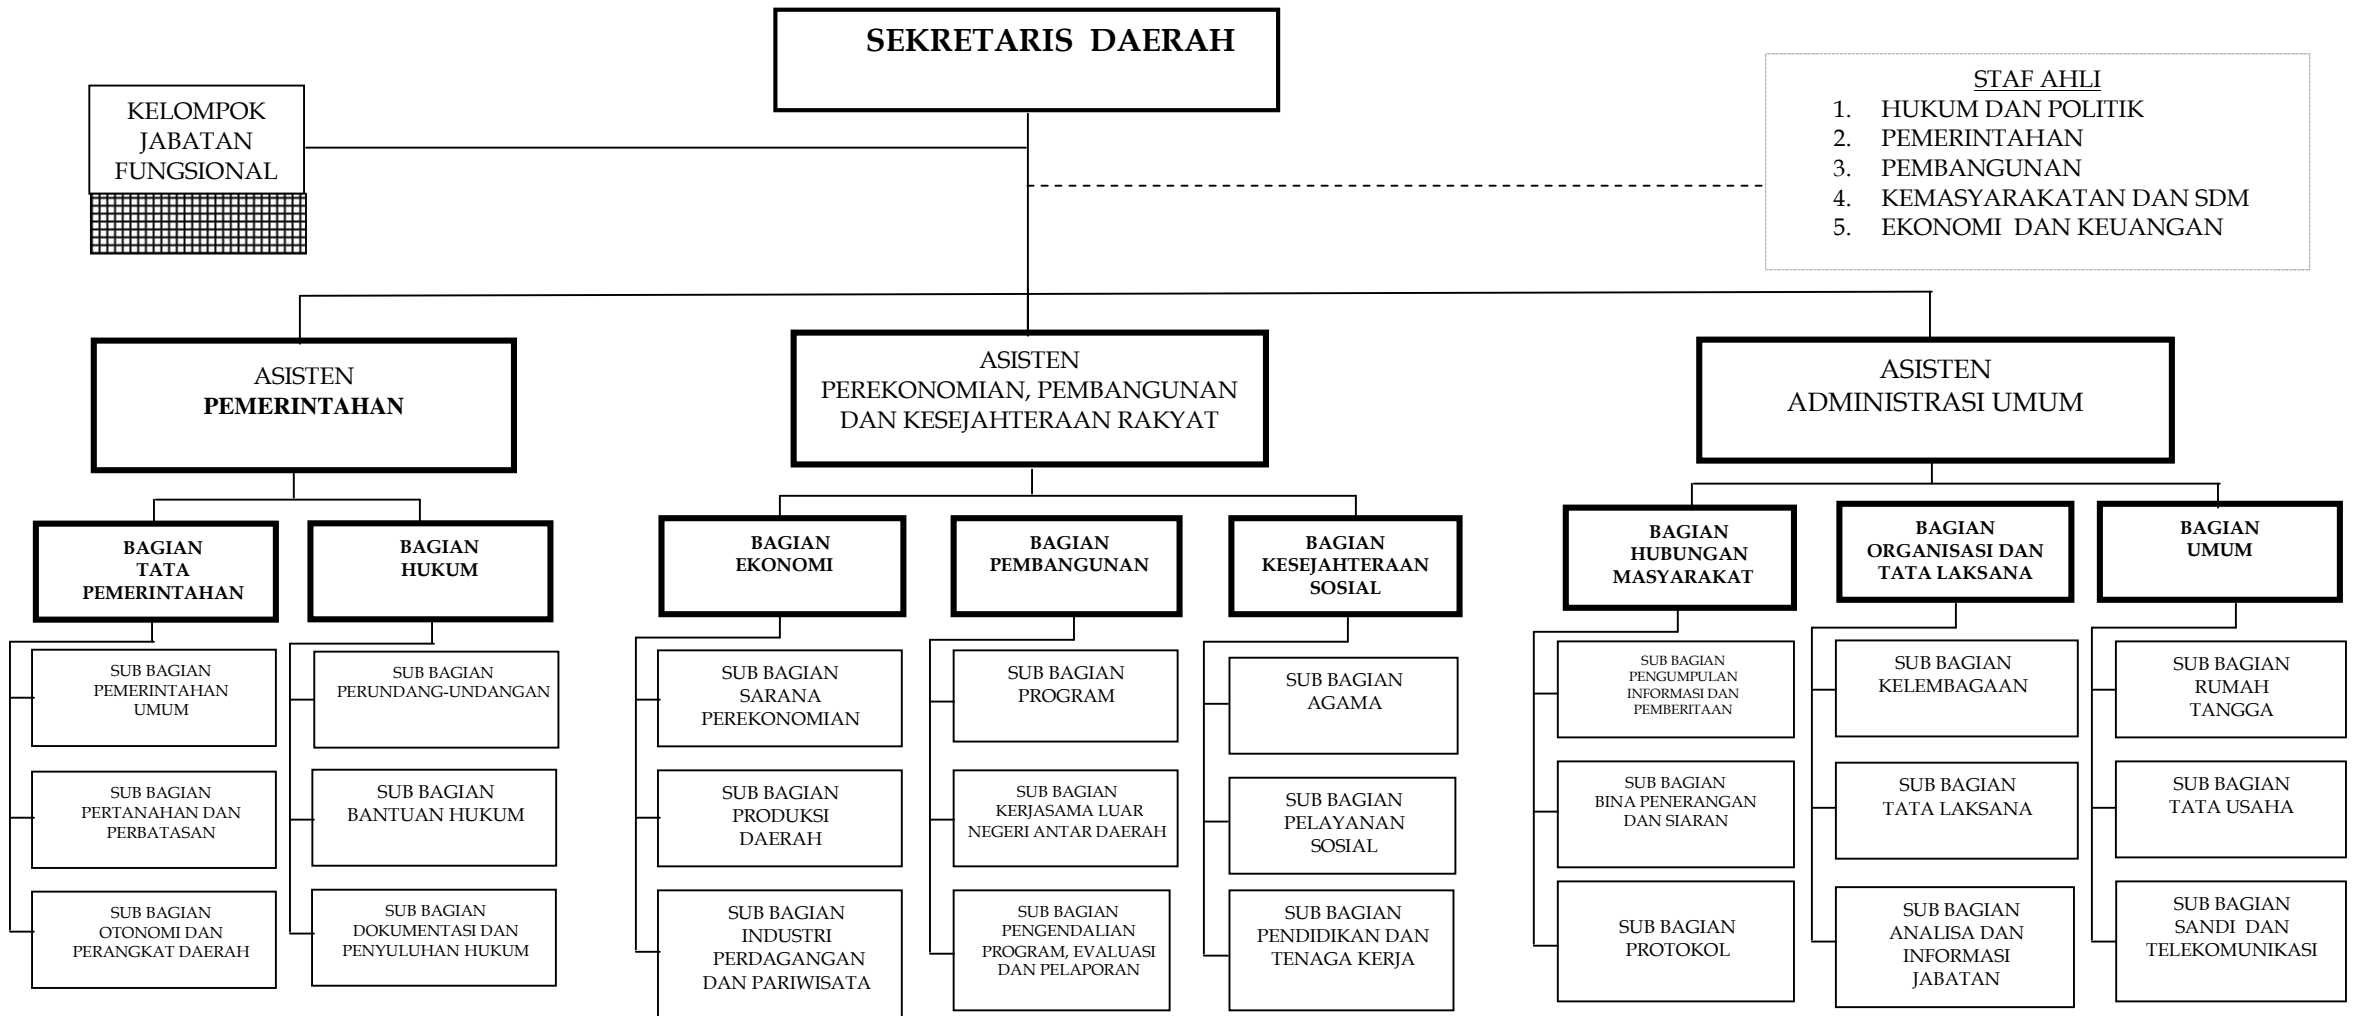 SEKRETARIS DAERAH
KELOMPOK
JABATAN
FUNGSIONAL
STAF AHLI
1. HUKUM DAN POLITIK
2. PEMERINTAHAN
3. PEMBANGUNAN
4. KEMASYARAKATAN DAN SDM
5. EKONOMI DAN KEUANGAN
ASISTEN
PEMERINTAHAN
ASISTEN
PEREKONOMIAN, PEMBANGUNAN
DAN KESEJAHTERAAN RAKYAT
ASISTEN
ADMINISTRASI UMUM
BAGIAN
TATA
PEMERINTAHAN
BAGIAN
HUKUM
BAGIAN
EKONOMI
BAGIAN
PEMBANGUNAN
BAGIAN
KESEJAHTERAAN
SOSIAL
BAGIAN
HUBUNGAN
MASYARAKAT
BAGIAN
ORGANISASI DAN
TATA LAKSANA
BAGIAN
UMUM
SUB BAGIAN
PEMERINTAHAN
UMUM
SUB BAGIAN
PERUNDANG-UNDANGAN
SUB BAGIAN
SARANA
PEREKONOMIAN
SUB BAGIAN
PROGRAM
SUB BAGIAN
AGAMA
SUB BAGIAN
PENGUMPULAN
INFORMASI DAN
PEMBERITAAN
SUB BAGIAN
KELEMBAGAAN
SUB BAGIAN
RUMAH
TANGGA
SUB BAGIAN
PERTANAHAN DAN
PERBATASAN
SUB BAGIAN
BANTUAN HUKUM
SUB BAGIAN
PRODUKSI
DAERAH
SUB BAGIAN
KERJASAMA LUAR
NEGERI ANTAR DAERAH
SUB BAGIAN
PELAYANAN
SOSIAL
SUB BAGIAN
BINA PENERANGAN
DAN SIARAN
SUB BAGIAN
TATA LAKSANA
SUB BAGIAN
TATA USAHA
SUB BAGIAN
OTONOMI DAN
PERANGKAT DAERAH
SUB BAGIAN
DOKUMENTASI DAN
PENYULUHAN HUKUM
SUB BAGIAN
INDUSTRI
PERDAGANGAN
DAN PARIWISATA
SUB BAGIAN
PENGENDALIAN
PROGRAM, EVALUASI
DAN PELAPORAN
SUB BAGIAN
PENDIDIKAN DAN
TENAGA KERJA
SUB BAGIAN
PROTOKOL
SUB BAGIAN
ANALISA DAN
INFORMASI
JABATAN
SUB BAGIAN
SANDI DAN
TELEKOMUNIKASI